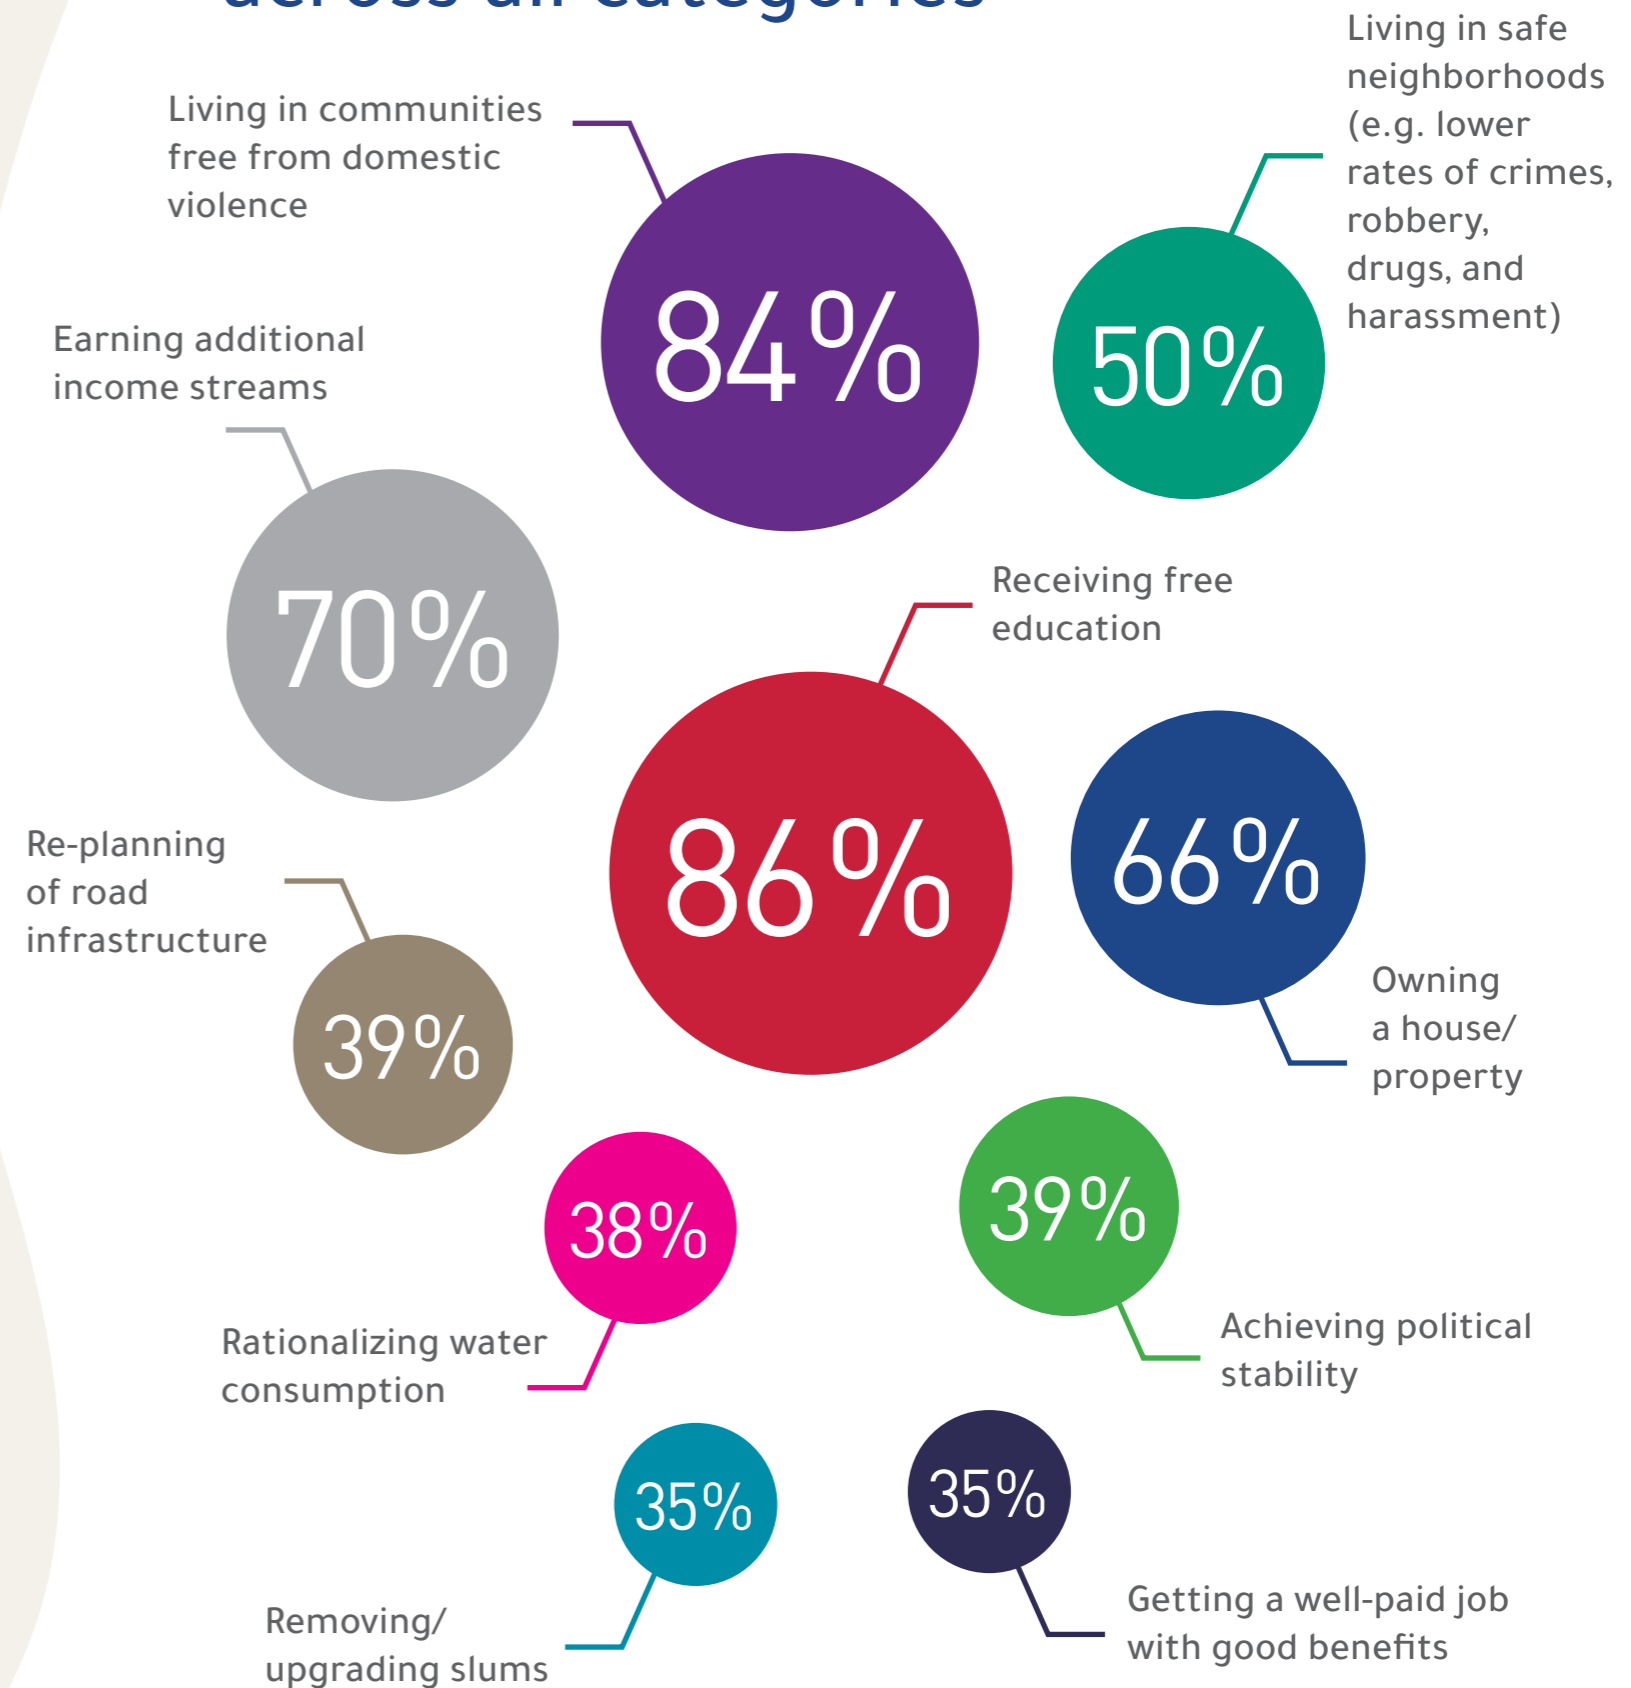 across all categories
Living in communities
free from domestic
violence
84%
Living in safe
neighborhoods
(e.g. lower
rates of crimes,
robbery,
drugs, and
harassment)
50%
Earning additional
income streams
70%
Receiving free
education
86%
66%
Owning
a house/
property
Re-planning
of road
infrastructure
39%
38%
Rationalizing water
consumption
39%
Achieving political
stability
35%
Removing/
upgrading slums
35%
Getting a well-paid job
with good benefits